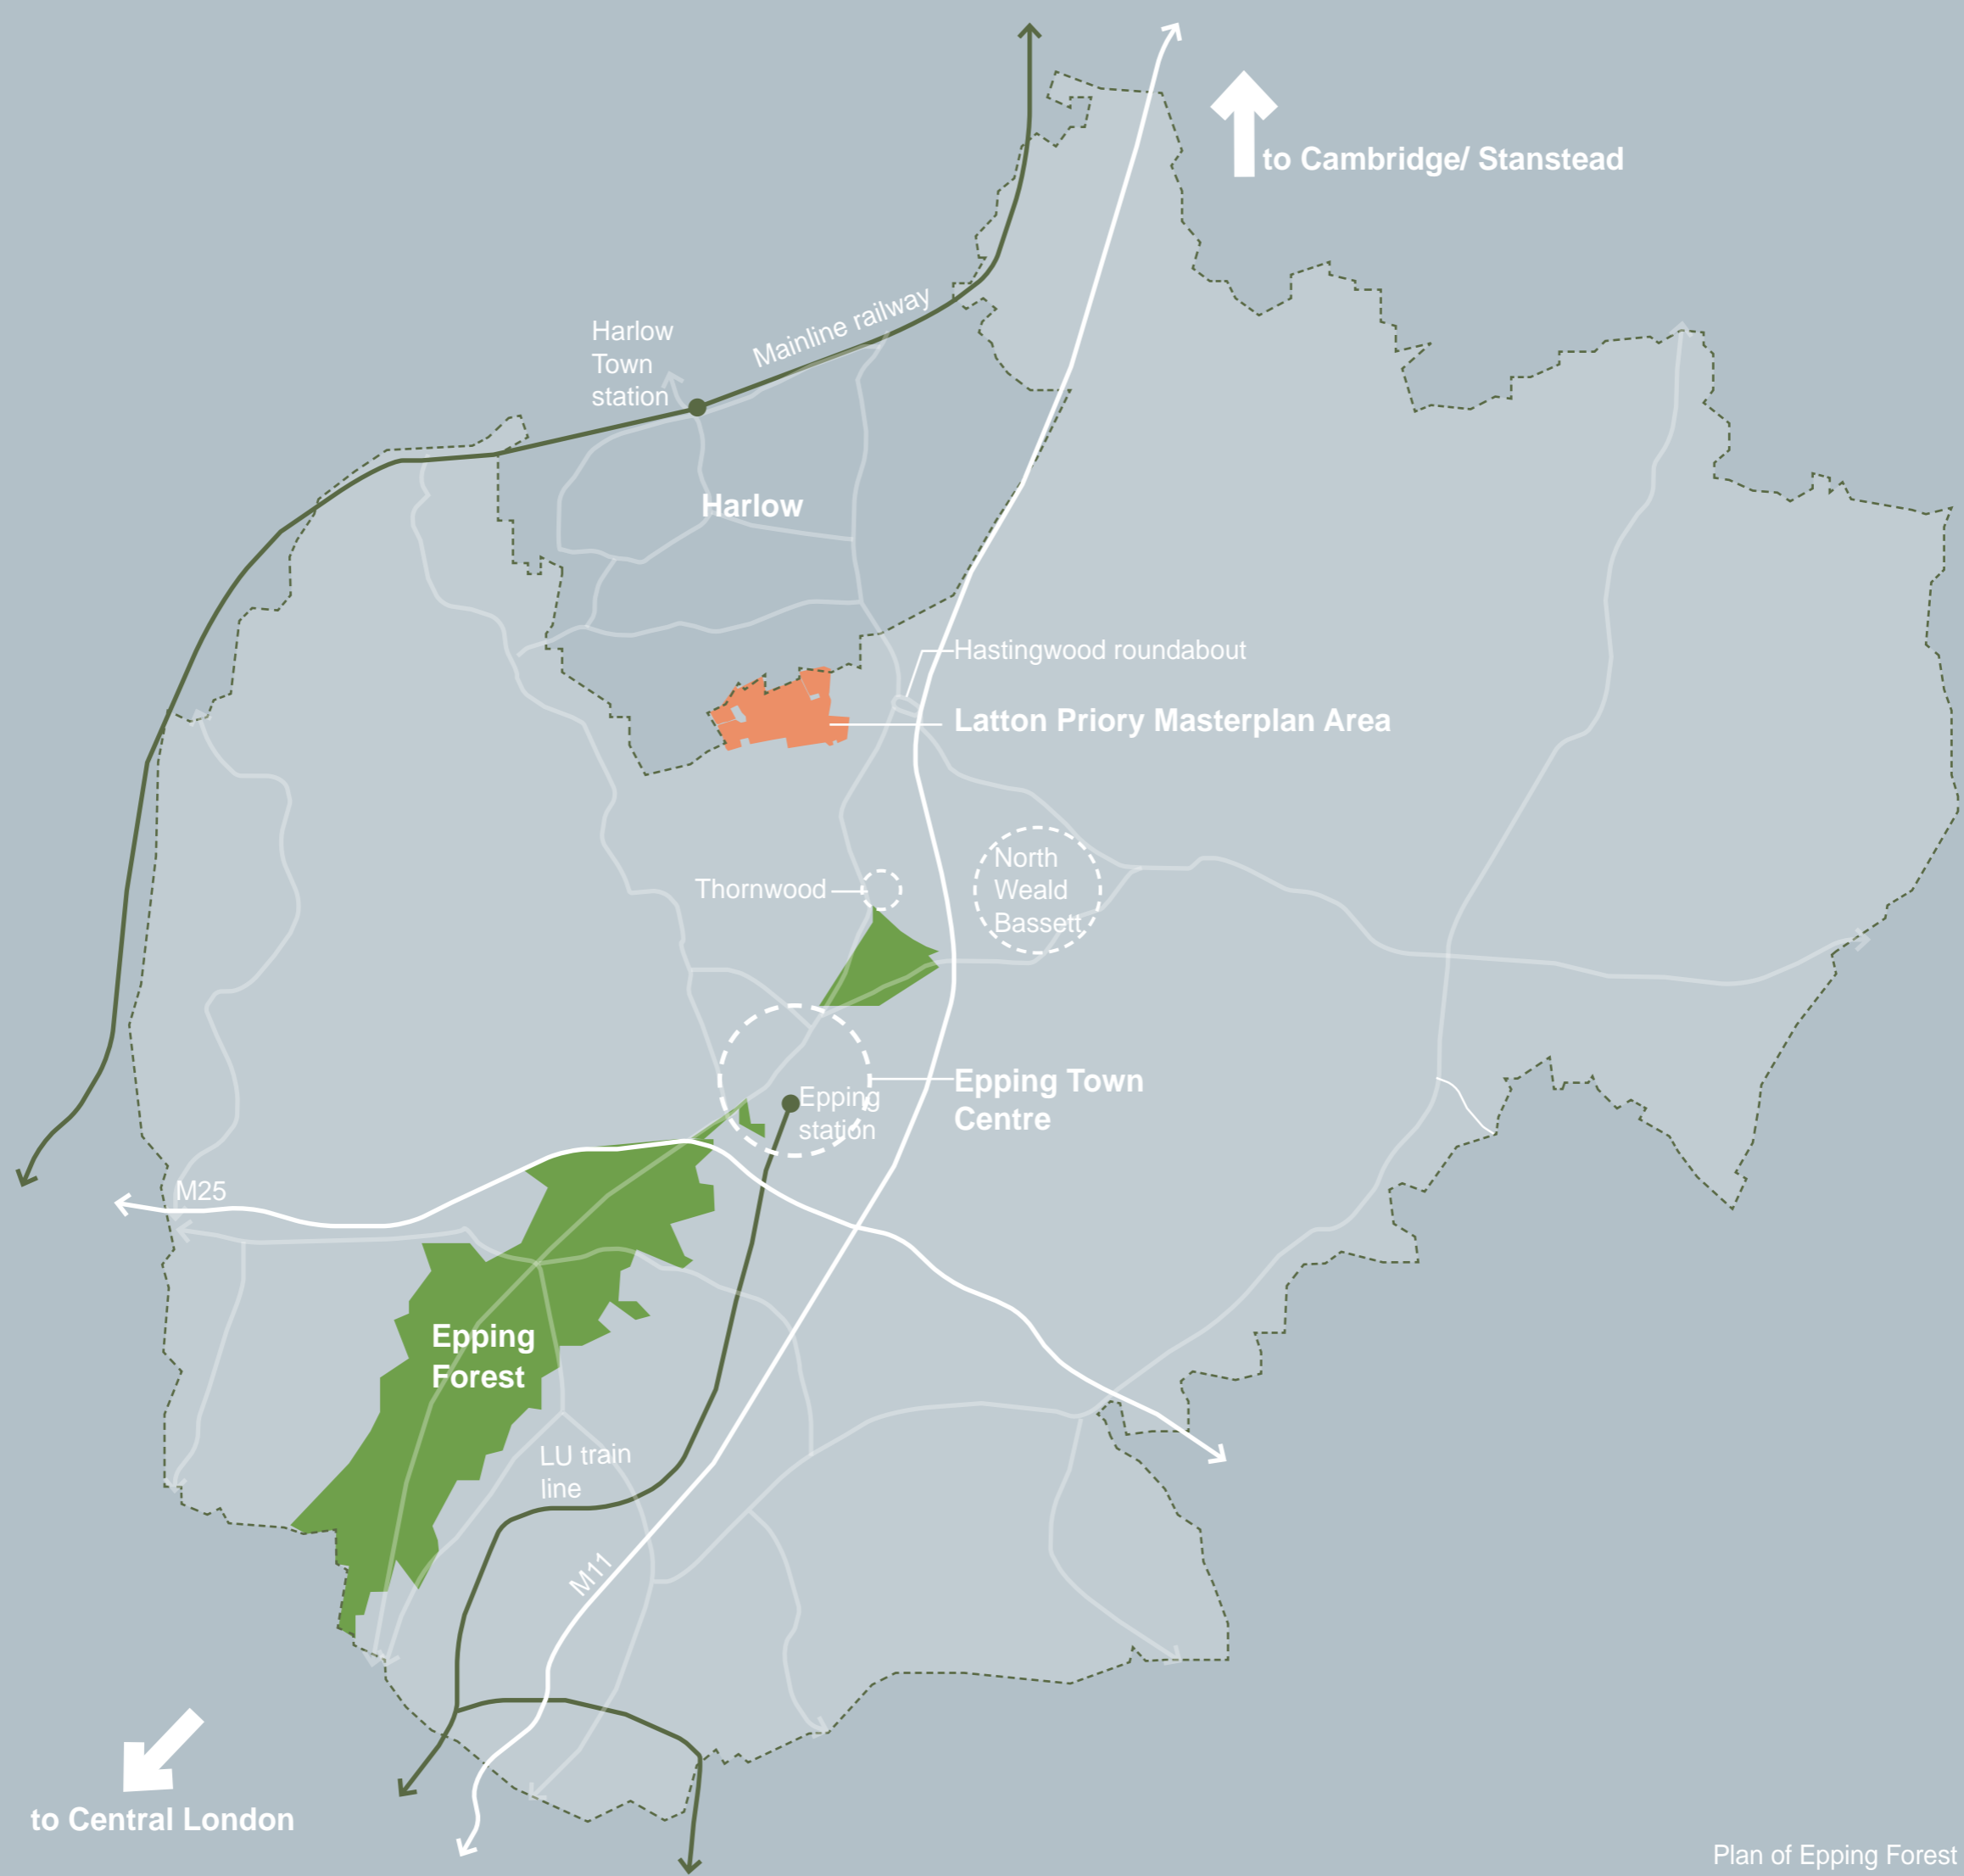 to Cambridge/ Stanstead
Harlow
Town
station
Mainline railway
Harlow
Hastingwood roundabout
Latton Priory Masterplan Area
North
Weald
Bassett
Thornwood
Epping Town
Centre
Epping
station
M25
Epping
Forest
LU train
line
M11
to Central London
Plan of Epping Forest